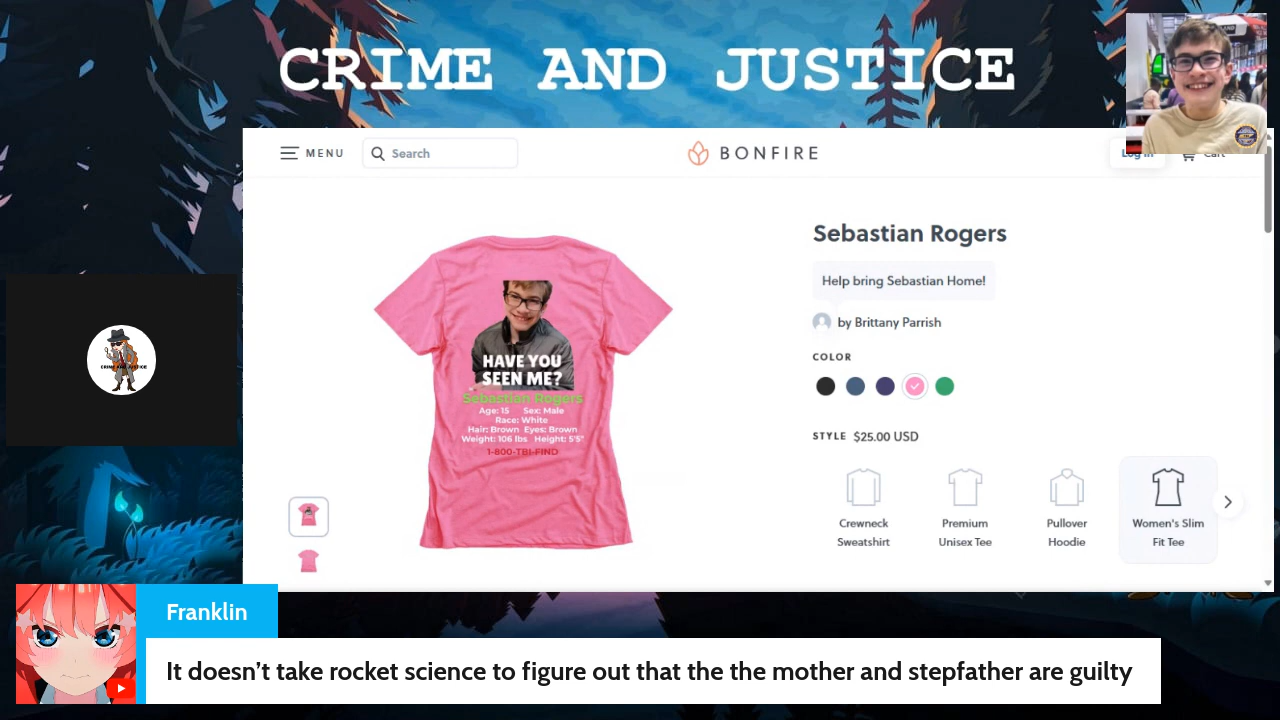 CRIME AND JUSTICE
MENU
Search
BONFIRE
Log in
Cart
Sebastian Rogers
Help bring Sebastian Home!
by Brittany Parrish
COLOR
STYLE $25.00 USD
Crewneck
Sweatshirt
Premium
Unisex Tee
Pullover
Hoodie
Women's Slim
Fit Tee
HAVE YOU
SEEN ME?
Sebastian Rogers
Age: 15 Sex: Male
Race: White
Hair: Brown Eyes: Brown
Weight: 106 lbs Height: 5'5"
1-800-TBI-FIND
CRIME AND JUSTICE
Franklin
It doesn’t take rocket science to figure out that the the mother and stepfather are guilty